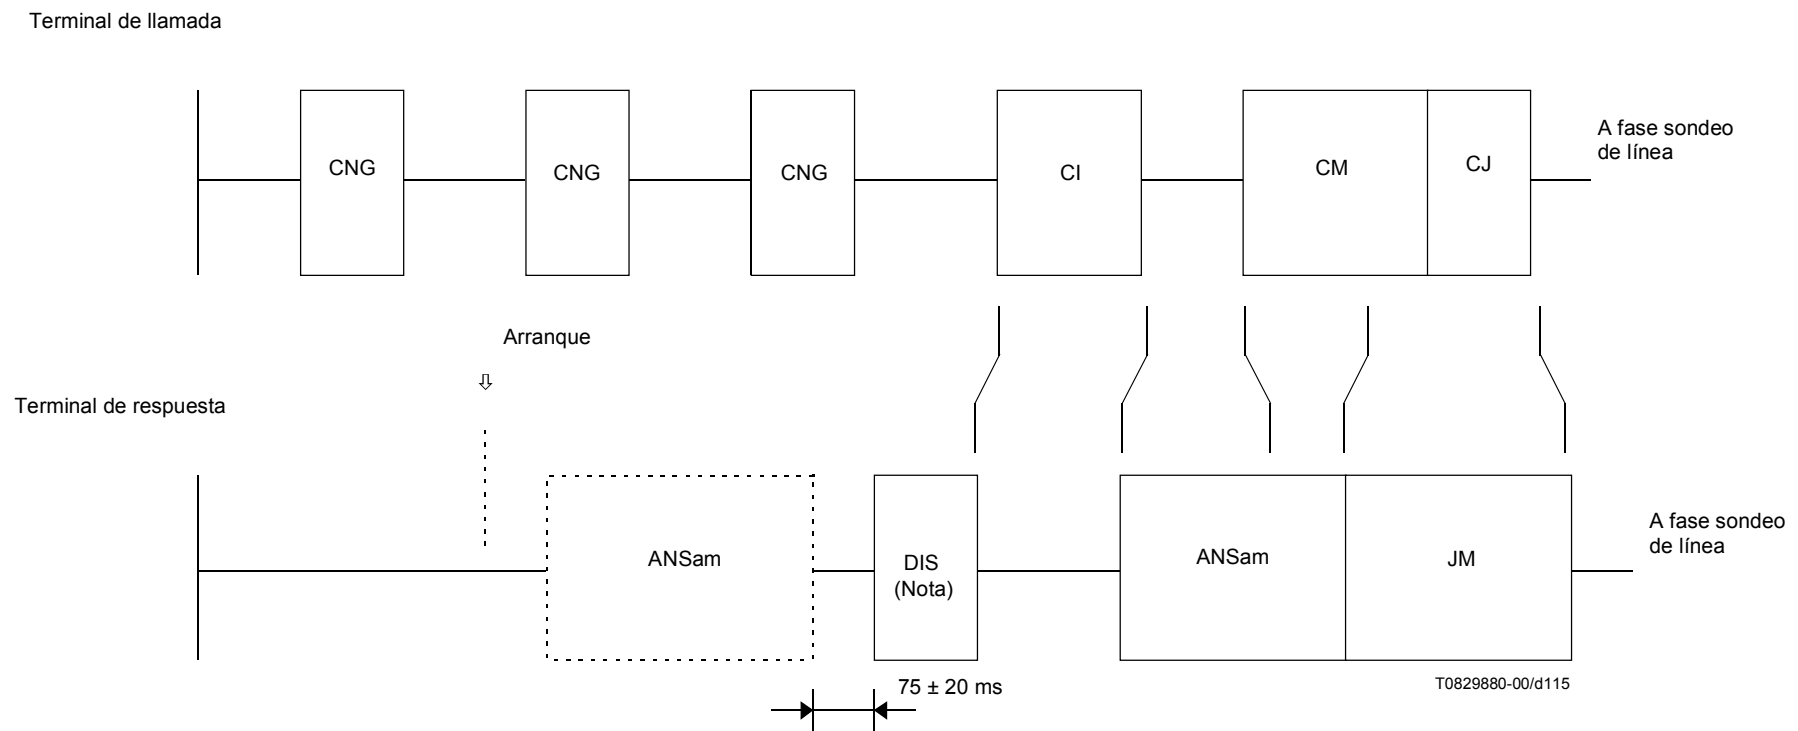 Terminal de llamada
CNG
CNG
CNG
CI
CM
CJ
A fase sondeo
de línea
Arranque
Terminal de respuesta
ANSam
DIS
(Nota)
ANSam
JM
A fase sondeo
de línea
75 ± 20 ms
T0829880-00/d115